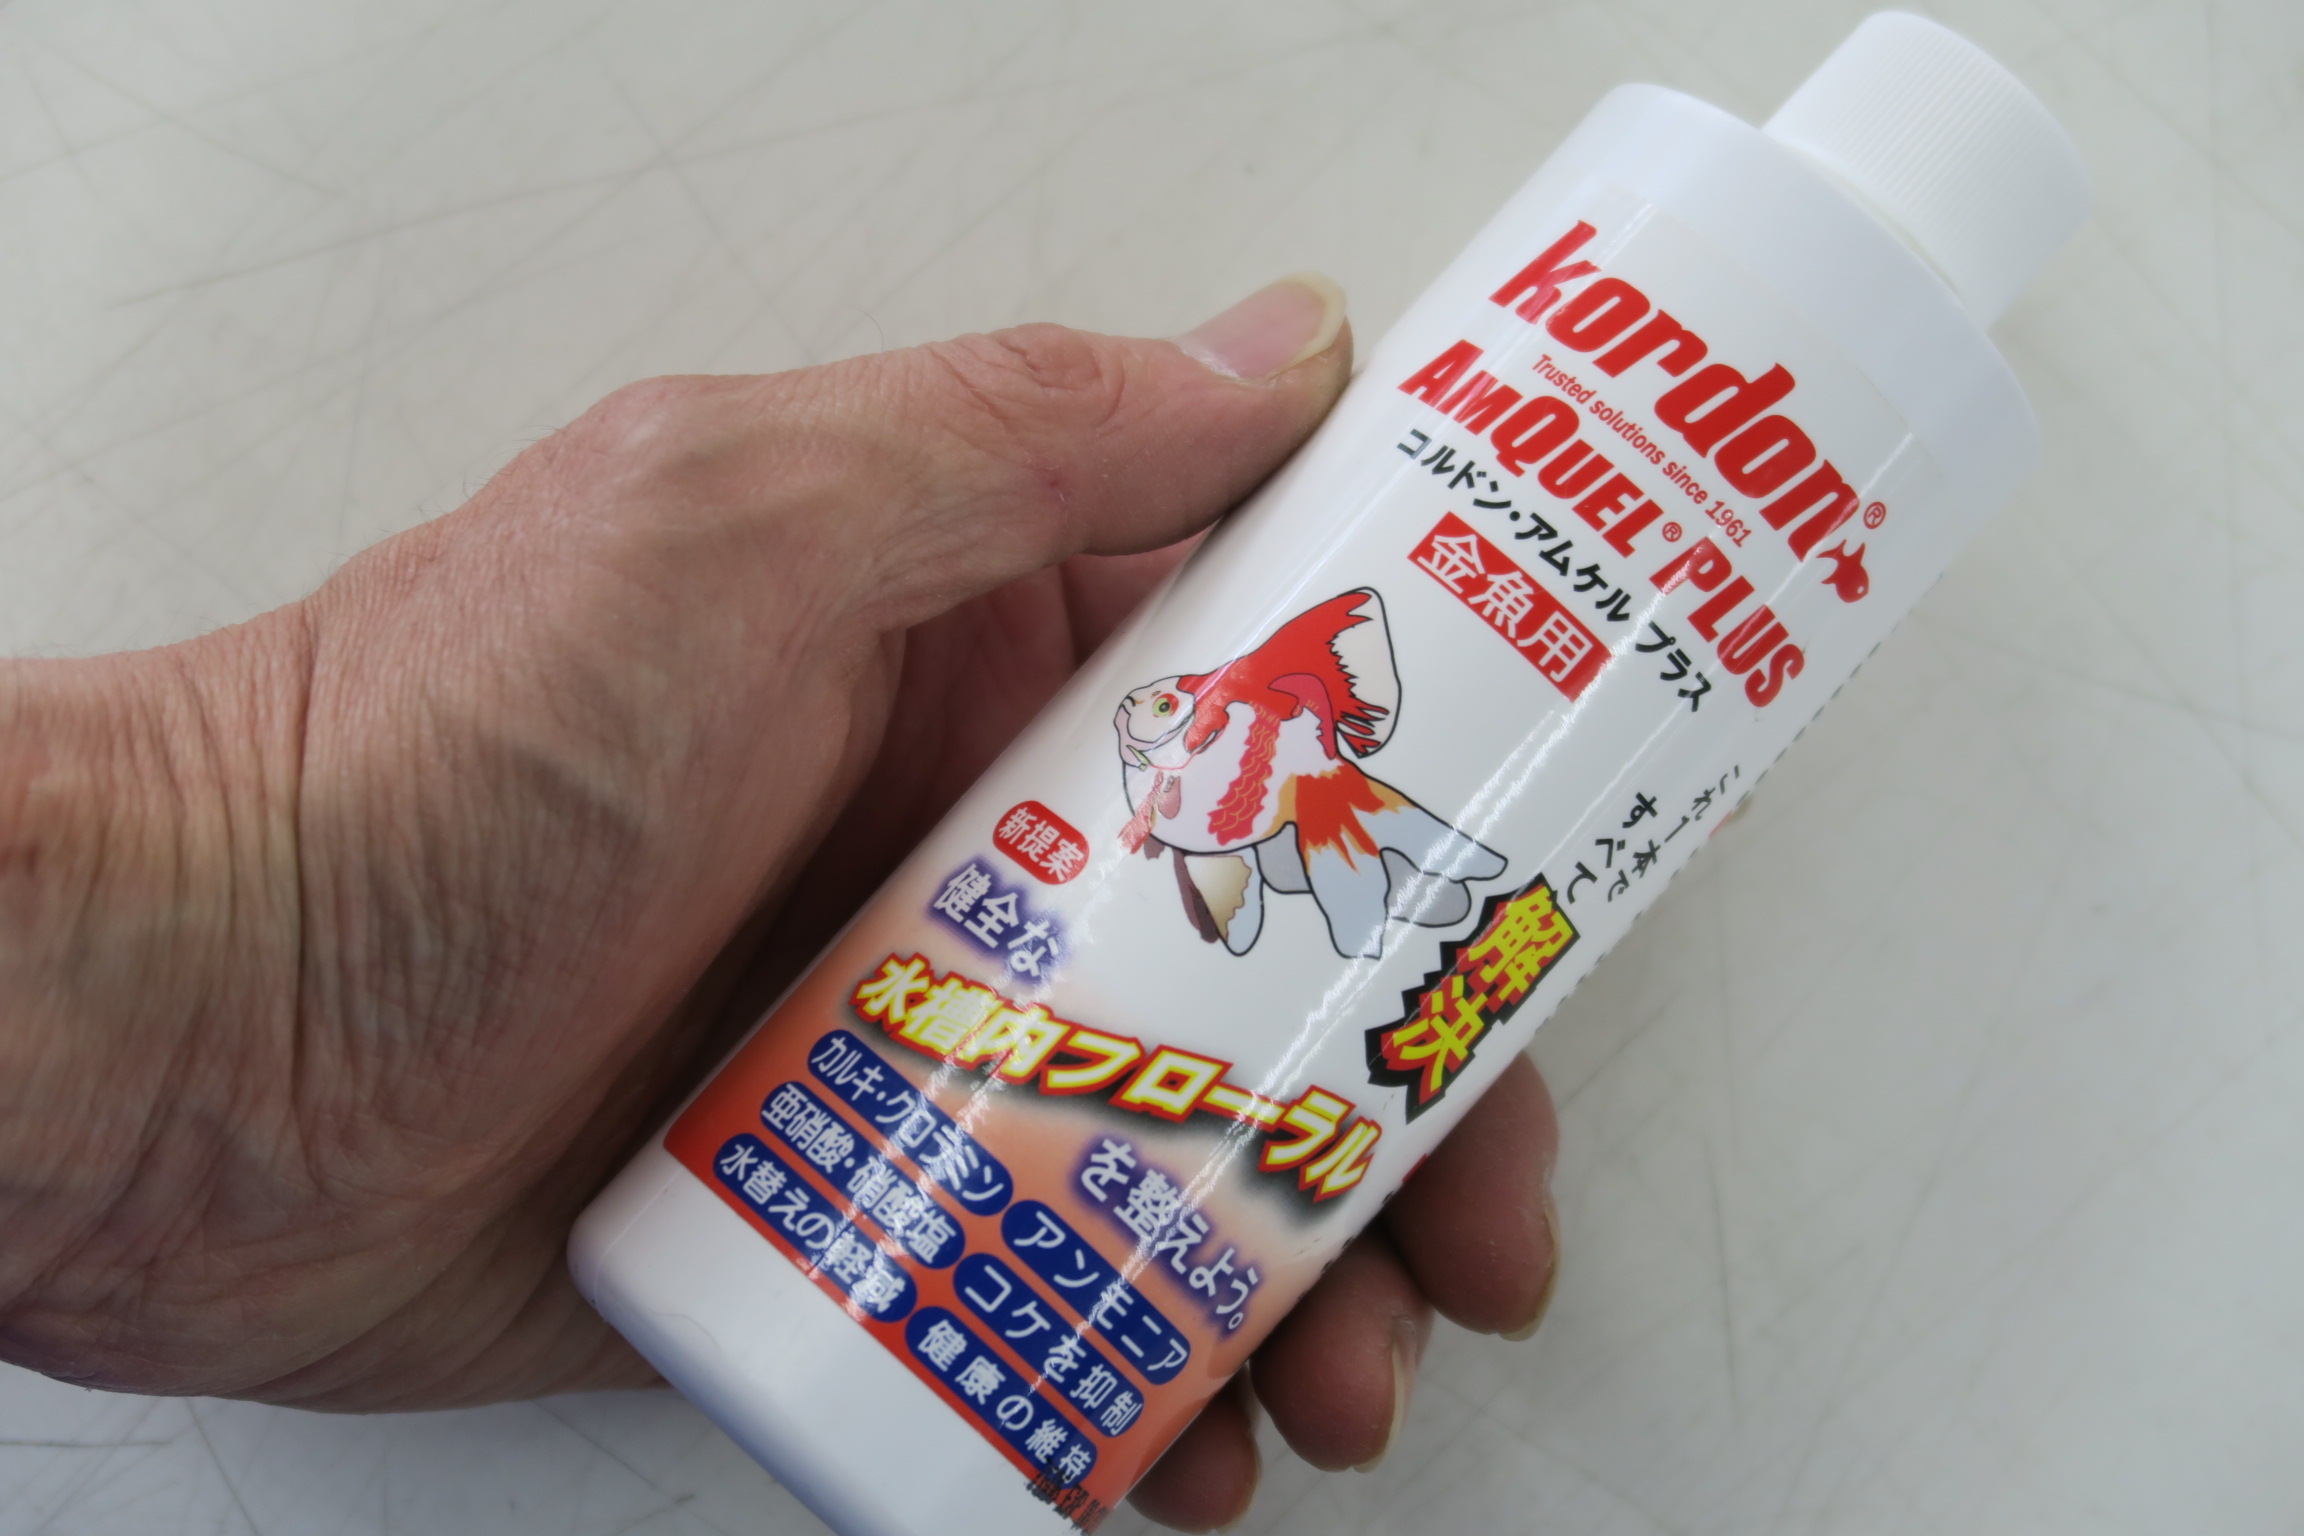 kordon®
Trusted solutions since 1961
AMQUEL® PLUS
コルドン・アムケル プラス
金魚用
これ1本で
すべて
解決
新提案
健全な
水槽内フローラル
を整えよう。
カルキ・クロラミン
アンモニア
亜硝酸・硝酸塩
コケを抑制
水替えの軽減
健康の維持